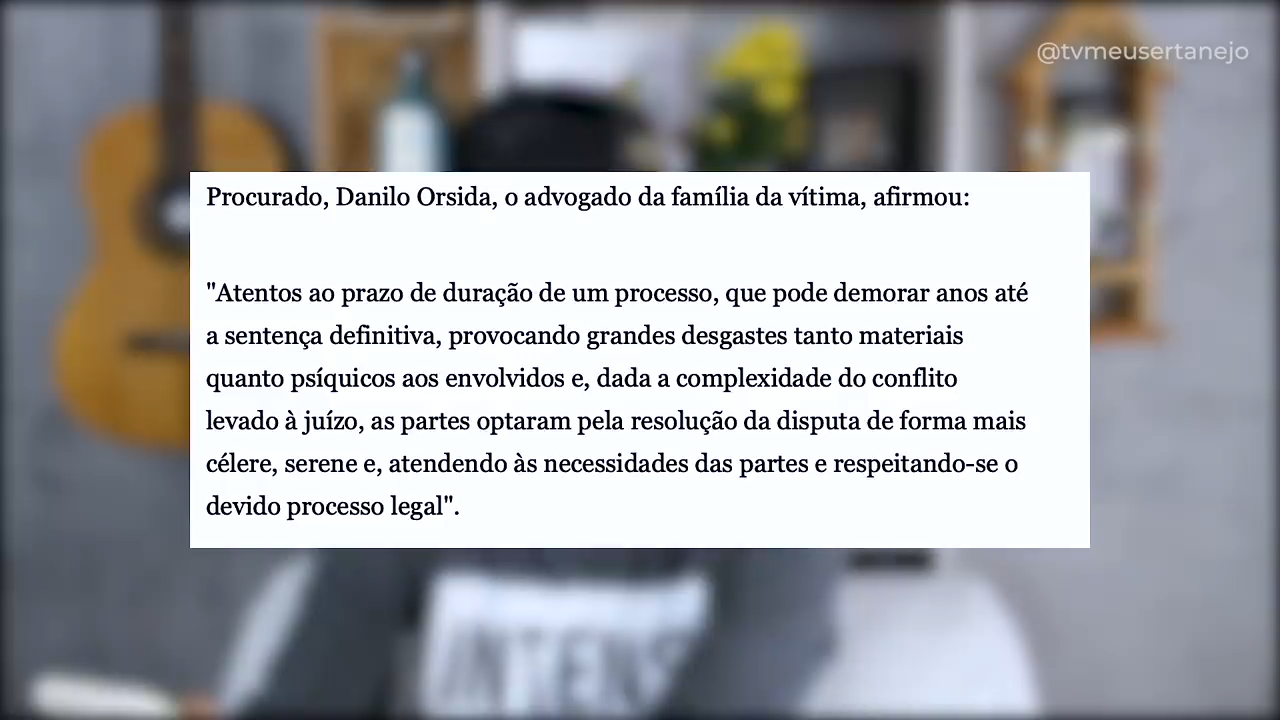 @tvmeusertanejo
Procurado, Danilo Orsida, o advogado da família da vítima, afirmou:
"Atentos ao prazo de duração de um processo, que pode demorar anos até
a sentença definitiva, provocando grandes desgastes tanto materiais
quanto psíquicos aos envolvidos e, dada a complexidade do conflito
levado à juízo, as partes optaram pela resolução da disputa de forma mais
célere, serene e, atendendo às necessidades das partes e respeitando-se o
devido processo legal".
INTENS